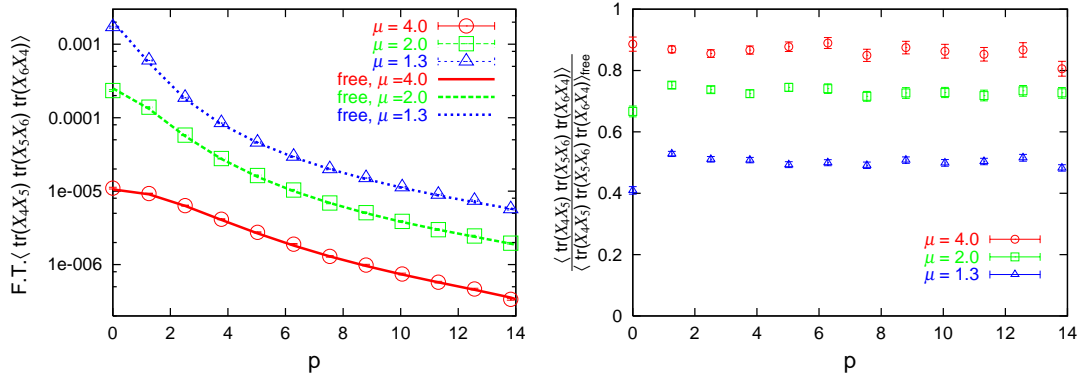 F.T.⟨ tr(X₄X₅) tr(X₅X₆) tr(X₆X₄)⟩
0.001
0.0001
1e-005
1e-006
0 2 4 6 8 10 12 14
p
μ = 4.0
μ = 2.0
μ = 1.3
free, μ =4.0
free, μ =2.0
free, μ =1.3
⟨ tr(X₄X₅) tr(X₅X₆) tr(X₆X₄)⟩
⟨ tr(X₄X₅) tr(X₅X₆) tr(X₆X₄)⟩free
1
0.8
0.6
0.4
0.2
0
0 2 4 6 8 10 12 14
p
μ = 4.0
μ = 2.0
μ = 1.3